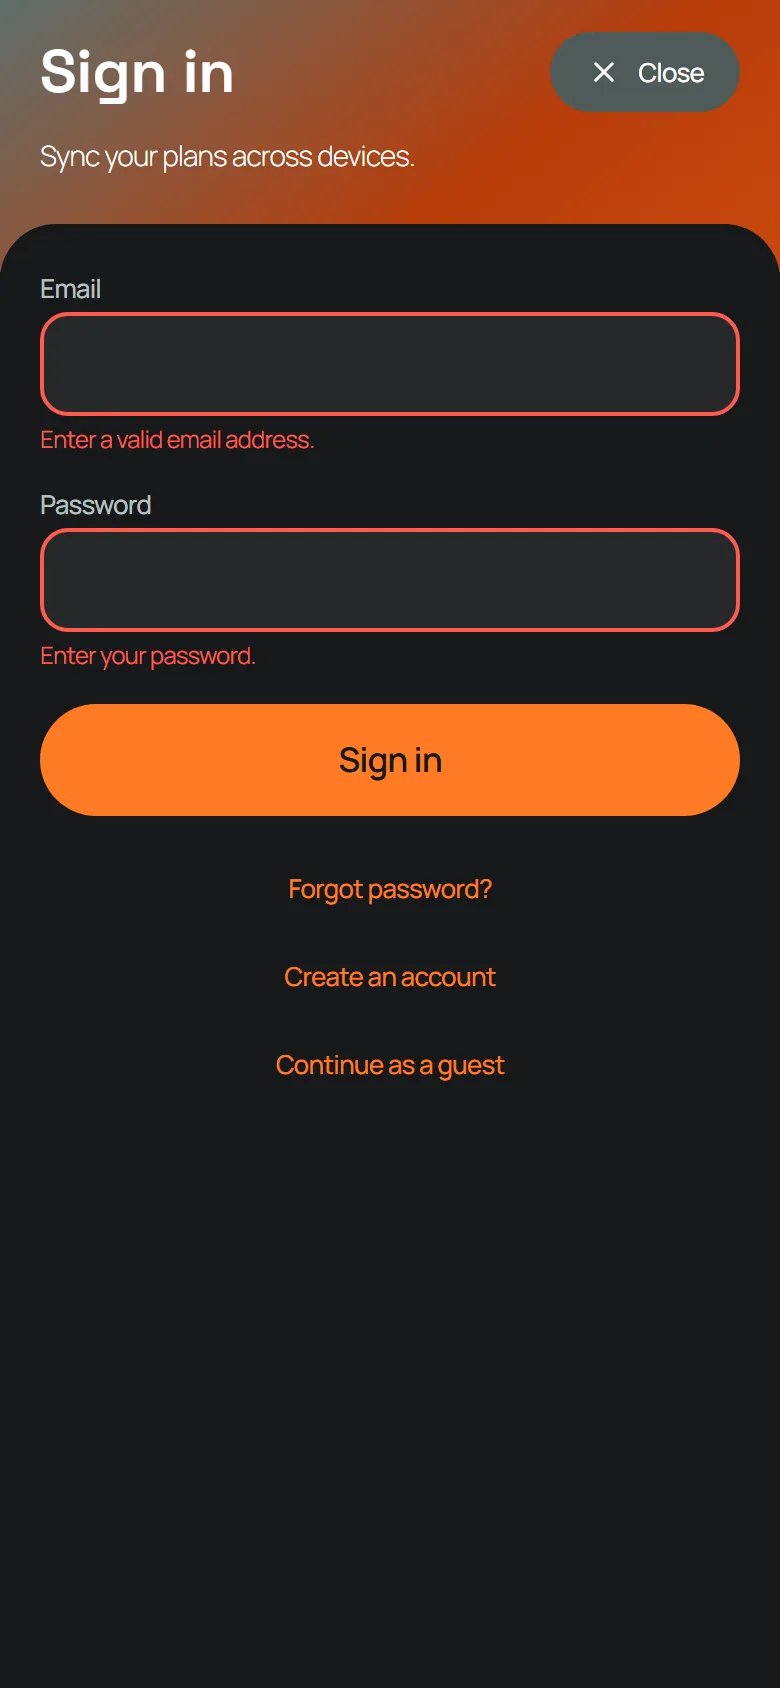 Sign in
Close
Sync your plans across devices.
Email
Enter a valid email address.
Password
Enter your password.
Sign in
Forgot password?
Create an account
Continue as a guest